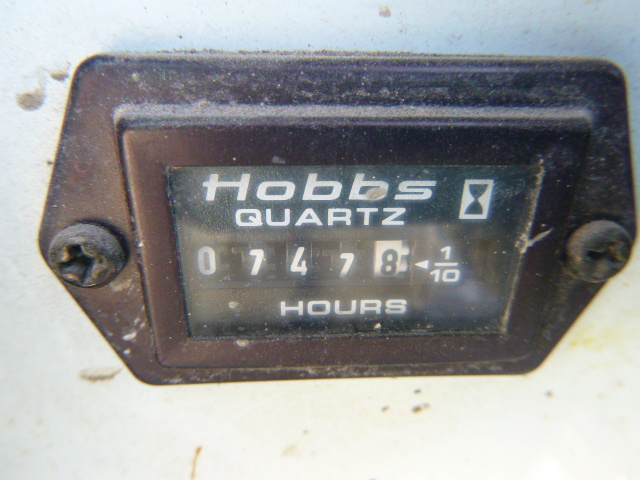 Hobbs
QUARTZ
0 7 4 7 8 ◄ 1/10
HOURS